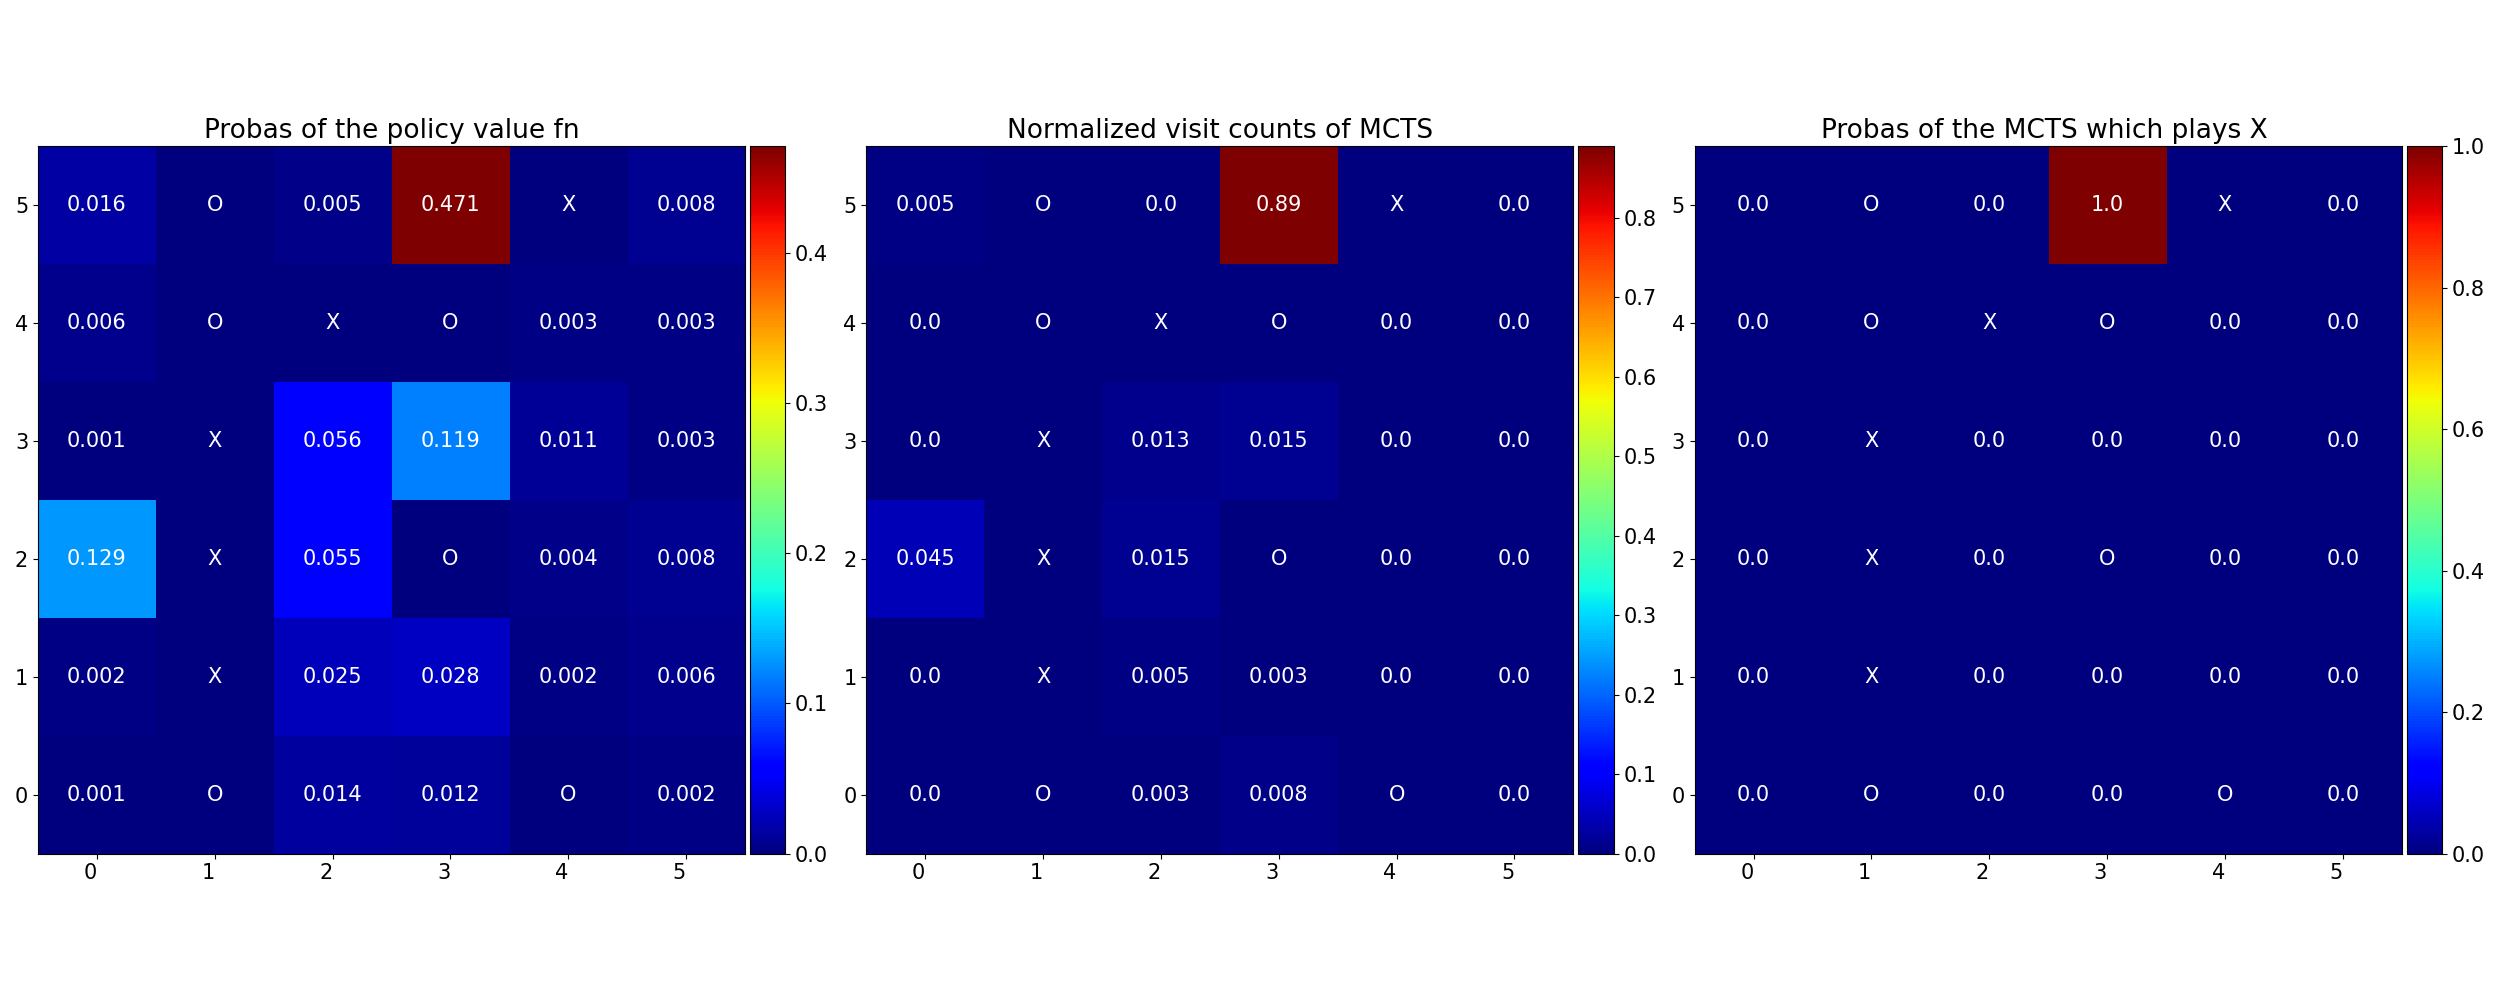 Probas of the policy value fn
5 0.016 O 0.005 0.471 X 0.008
4 0.006 O X O 0.003 0.003
3 0.001 X 0.056 0.119 0.011 0.003
2 0.129 X 0.055 O 0.004 0.008
1 0.002 X 0.025 0.028 0.002 0.006
0 0.001 O 0.014 0.012 O 0.002
0 1 2 3 4 5
0.4
0.3
0.2
0.1
0.0
Normalized visit counts of MCTS
5 0.005 O 0.0 0.89 X 0.0
4 0.0 O X O 0.0 0.0
3 0.0 X 0.013 0.015 0.0 0.0
2 0.045 X 0.015 O 0.0 0.0
1 0.0 X 0.005 0.003 0.0 0.0
0 0.0 O 0.003 0.008 O 0.0
0 1 2 3 4 5
0.8
0.7
0.6
0.5
0.4
0.3
0.2
0.1
0.0
Probas of the MCTS which plays X
5 0.0 O 0.0 1.0 X 0.0
4 0.0 O X O 0.0 0.0
3 0.0 X 0.0 0.0 0.0 0.0
2 0.0 X 0.0 O 0.0 0.0
1 0.0 X 0.0 0.0 0.0 0.0
0 0.0 O 0.0 0.0 O 0.0
0 1 2 3 4 5
1.0
0.8
0.6
0.4
0.2
0.0